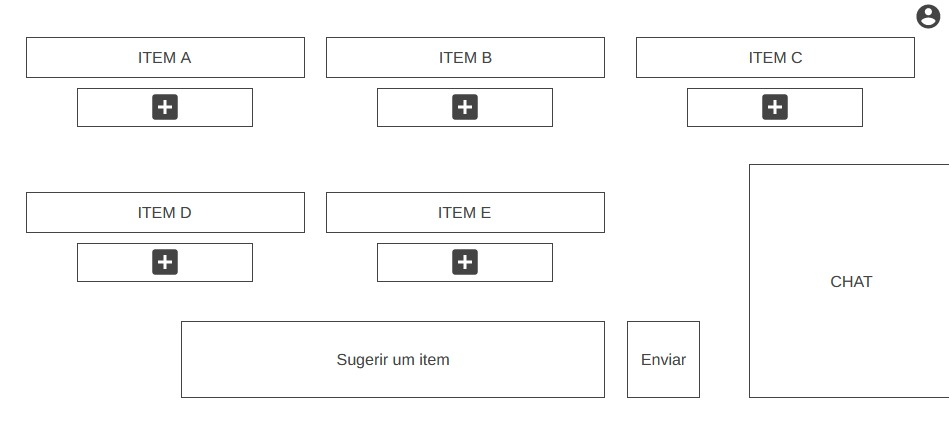 ITEM A
ITEM B
ITEM C
ITEM D
ITEM E
CHAT
Sugerir um item
Enviar